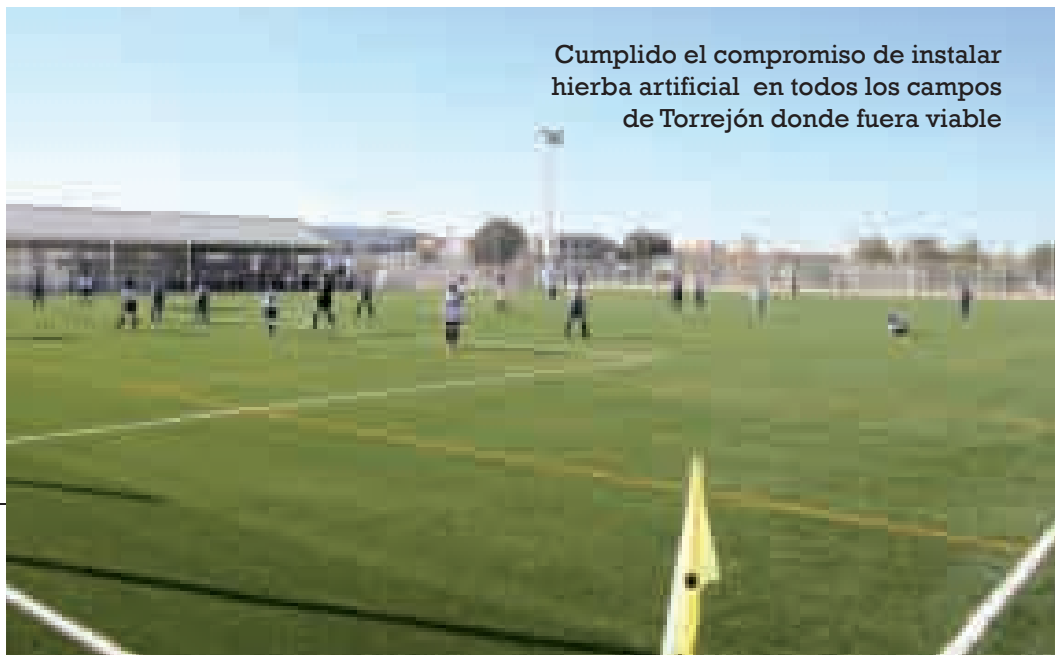 Cumplido el compromiso de instalar
hierba artificial en todos los campos
de Torrejón donde fuera viable